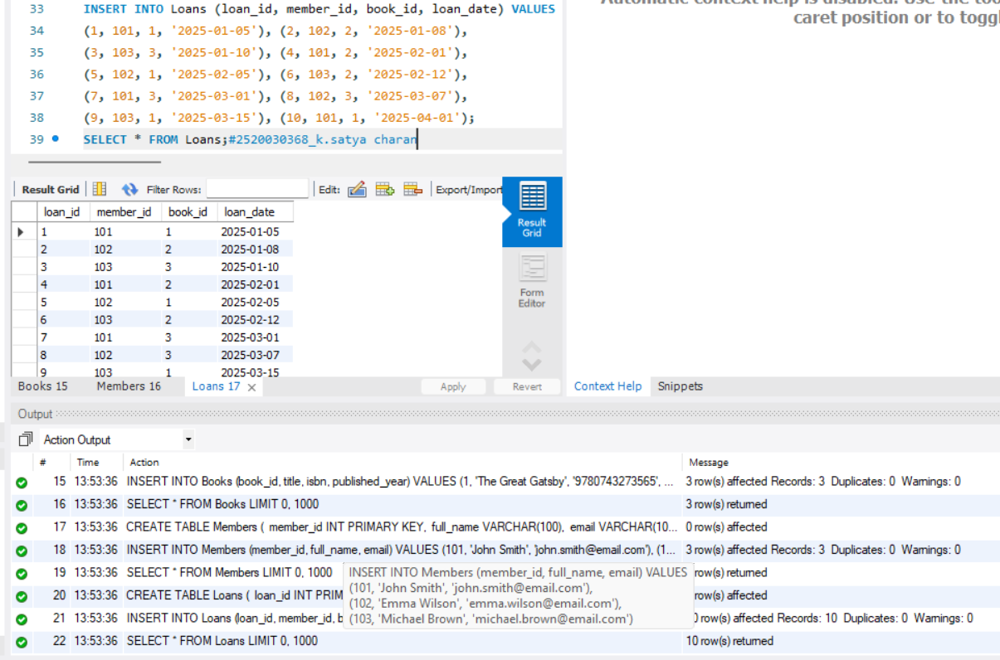 Automatic context help is disabled. Use the
caret position or to
33 INSERT INTO Loans (loan_id, member_id, book_id, loan_date) VALUES
34 (1, 101, 1, '2025-01-05'), (2, 102, 2, '2025-01-08'),
35 (3, 103, 3, '2025-01-10'), (4, 101, 2, '2025-02-01'),
36 (5, 102, 1, '2025-02-05'), (6, 103, 2, '2025-02-12'),
37 (7, 101, 3, '2025-03-01'), (8, 102, 3, '2025-03-07'),
38 (9, 103, 1, '2025-03-15'), (10, 101, 1, '2025-04-01');
39 SELECT * FROM Loans;#2520030368_k.satya charan
Result Grid Filter Rows: Edit: Export/Import
loan_id member_id book_id loan_date
1 101 1 2025-01-05
2 102 2 2025-01-08
3 103 3 2025-01-10
4 101 2 2025-02-01
5 102 1 2025-02-05
6 103 2 2025-02-12
7 101 3 2025-03-01
8 102 3 2025-03-07
9 103 1 2025-03-15
Result
Grid
Form
Editor
Books 15 Members 16 Loans 17 Apply Revert Context Help Snippets
Output
Action Output
# Time Action Message
15 13:53:36 INSERT INTO Books (book_id, title, isbn, published_year) VALUES (1, 'The Great Gatsby', '9780743273565', ... 3 row(s) affected Records: 3 Duplicates: 0 Warnings: 0
16 13:53:36 SELECT * FROM Books LIMIT 0, 1000 3 row(s) returned
17 13:53:36 CREATE TABLE Members ( member_id INT PRIMARY KEY, full_name VARCHAR(100), email VARCHAR(10... 0 row(s) affected
18 13:53:36 INSERT INTO Members (member_id, full_name, email) VALUES (101, 'John Smith', 'john.smith@email.com'), (1... 3 row(s) affected Records: 3 Duplicates: 0 Warnings: 0
19 13:53:36 SELECT * FROM Members LIMIT 0, 1000 row(s) returned
20 13:53:36 CREATE TABLE Loans ( loan_id INT PRIM row(s) affected
21 13:53:36 INSERT INTO Loans (loan_id, member_id, b 0 row(s) affected Records: 10 Duplicates: 0 Warnings: 0
22 13:53:36 SELECT * FROM Loans LIMIT 0, 1000 10 row(s) returned
INSERT INTO Members (member_id, full_name, email) VALUES
(101, 'John Smith', 'john.smith@email.com'),
(102, 'Emma Wilson', 'emma.wilson@email.com'),
(103, 'Michael Brown', 'michael.brown@email.com')